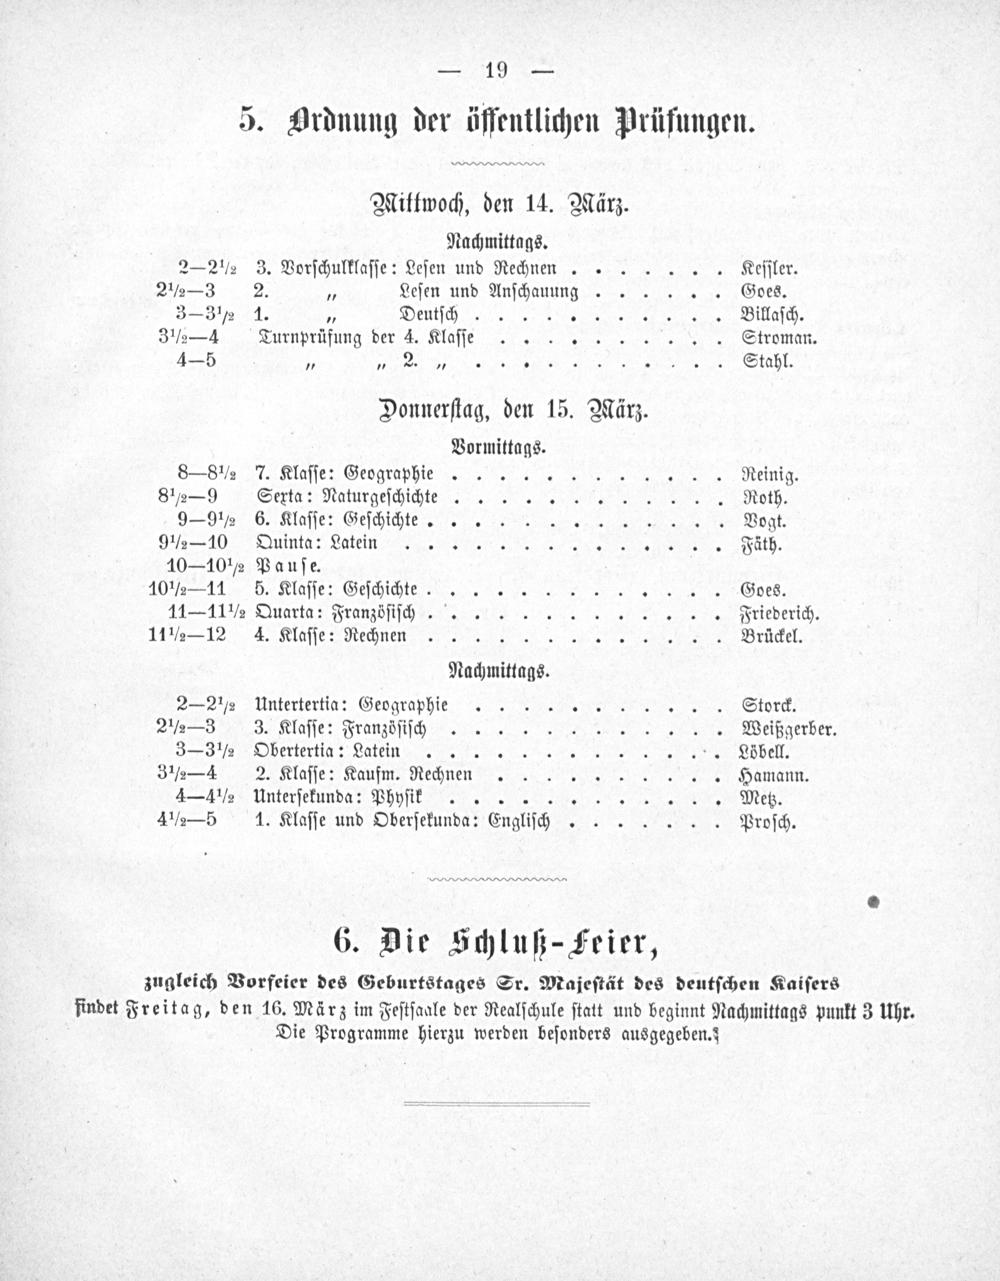 — 19 —
5. Ordnung der öffentlichen Prüfungen.
Mittwoch, den 14. März.
Nachmittags.
2—2½ 3. Vorschulklasse: Lesen und Rechnen . . . . . . . Kessler.
2½—3 2. „ Lesen und Anschauung . . . . . . Goes.
3—3½ 1. „ Deutsch . . . . . . . . . . . Billasch.
3½—4 Turnprüfung der 4. Klasse . . . . . . . . . . Stroman.
4—5 „ „ 2. „ . . . . . . . . . . . Stahl.
Donnerstag, den 15. März.
Vormittags.
8—8½ 7. Klasse: Geographie . . . . . . . . . . . . Reinig.
8½—9 Sexta: Naturgeschichte . . . . . . . . . . . . Roth.
9—9½ 6. Klasse: Geschichte . . . . . . . . . . . . . Vogt.
9½—10 Quinta: Latein . . . . . . . . . . . . . . Fäth.
10—10½ Pause.
10½—11 5. Klasse: Geschichte . . . . . . . . . . . . . Goes.
11—11½ Quarta: Französisch . . . . . . . . . . . . . Friederich.
11½—12 4. Klasse: Rechnen . . . . . . . . . . . . . Brückel.
Nachmittags.
2—2½ Untertertia: Geographie . . . . . . . . . . . Storck.
2½—3 3. Klasse: Französisch . . . . . . . . . . . . Weißgerber.
3—3½ Obertertia: Latein . . . . . . . . . . . . . Löbell.
3½—4 2. Klasse: Kaufm. Rechnen . . . . . . . . . . Hamann.
4—4½ Untersekunda: Physik . . . . . . . . . . . . Metz.
4½—5 1. Klasse und Obersekunda: Englisch . . . . . . . Prosch.
6. Die Schluß-Feier,
zugleich Vorfeier des Geburtstages Sr. Majestät des deutschen Kaisers
findet Freitag, den 16. März im Festsaale der Realschule statt und beginnt Nachmittags punkt 3 Uhr.
Die Programme hierzu werden besonders ausgegeben.